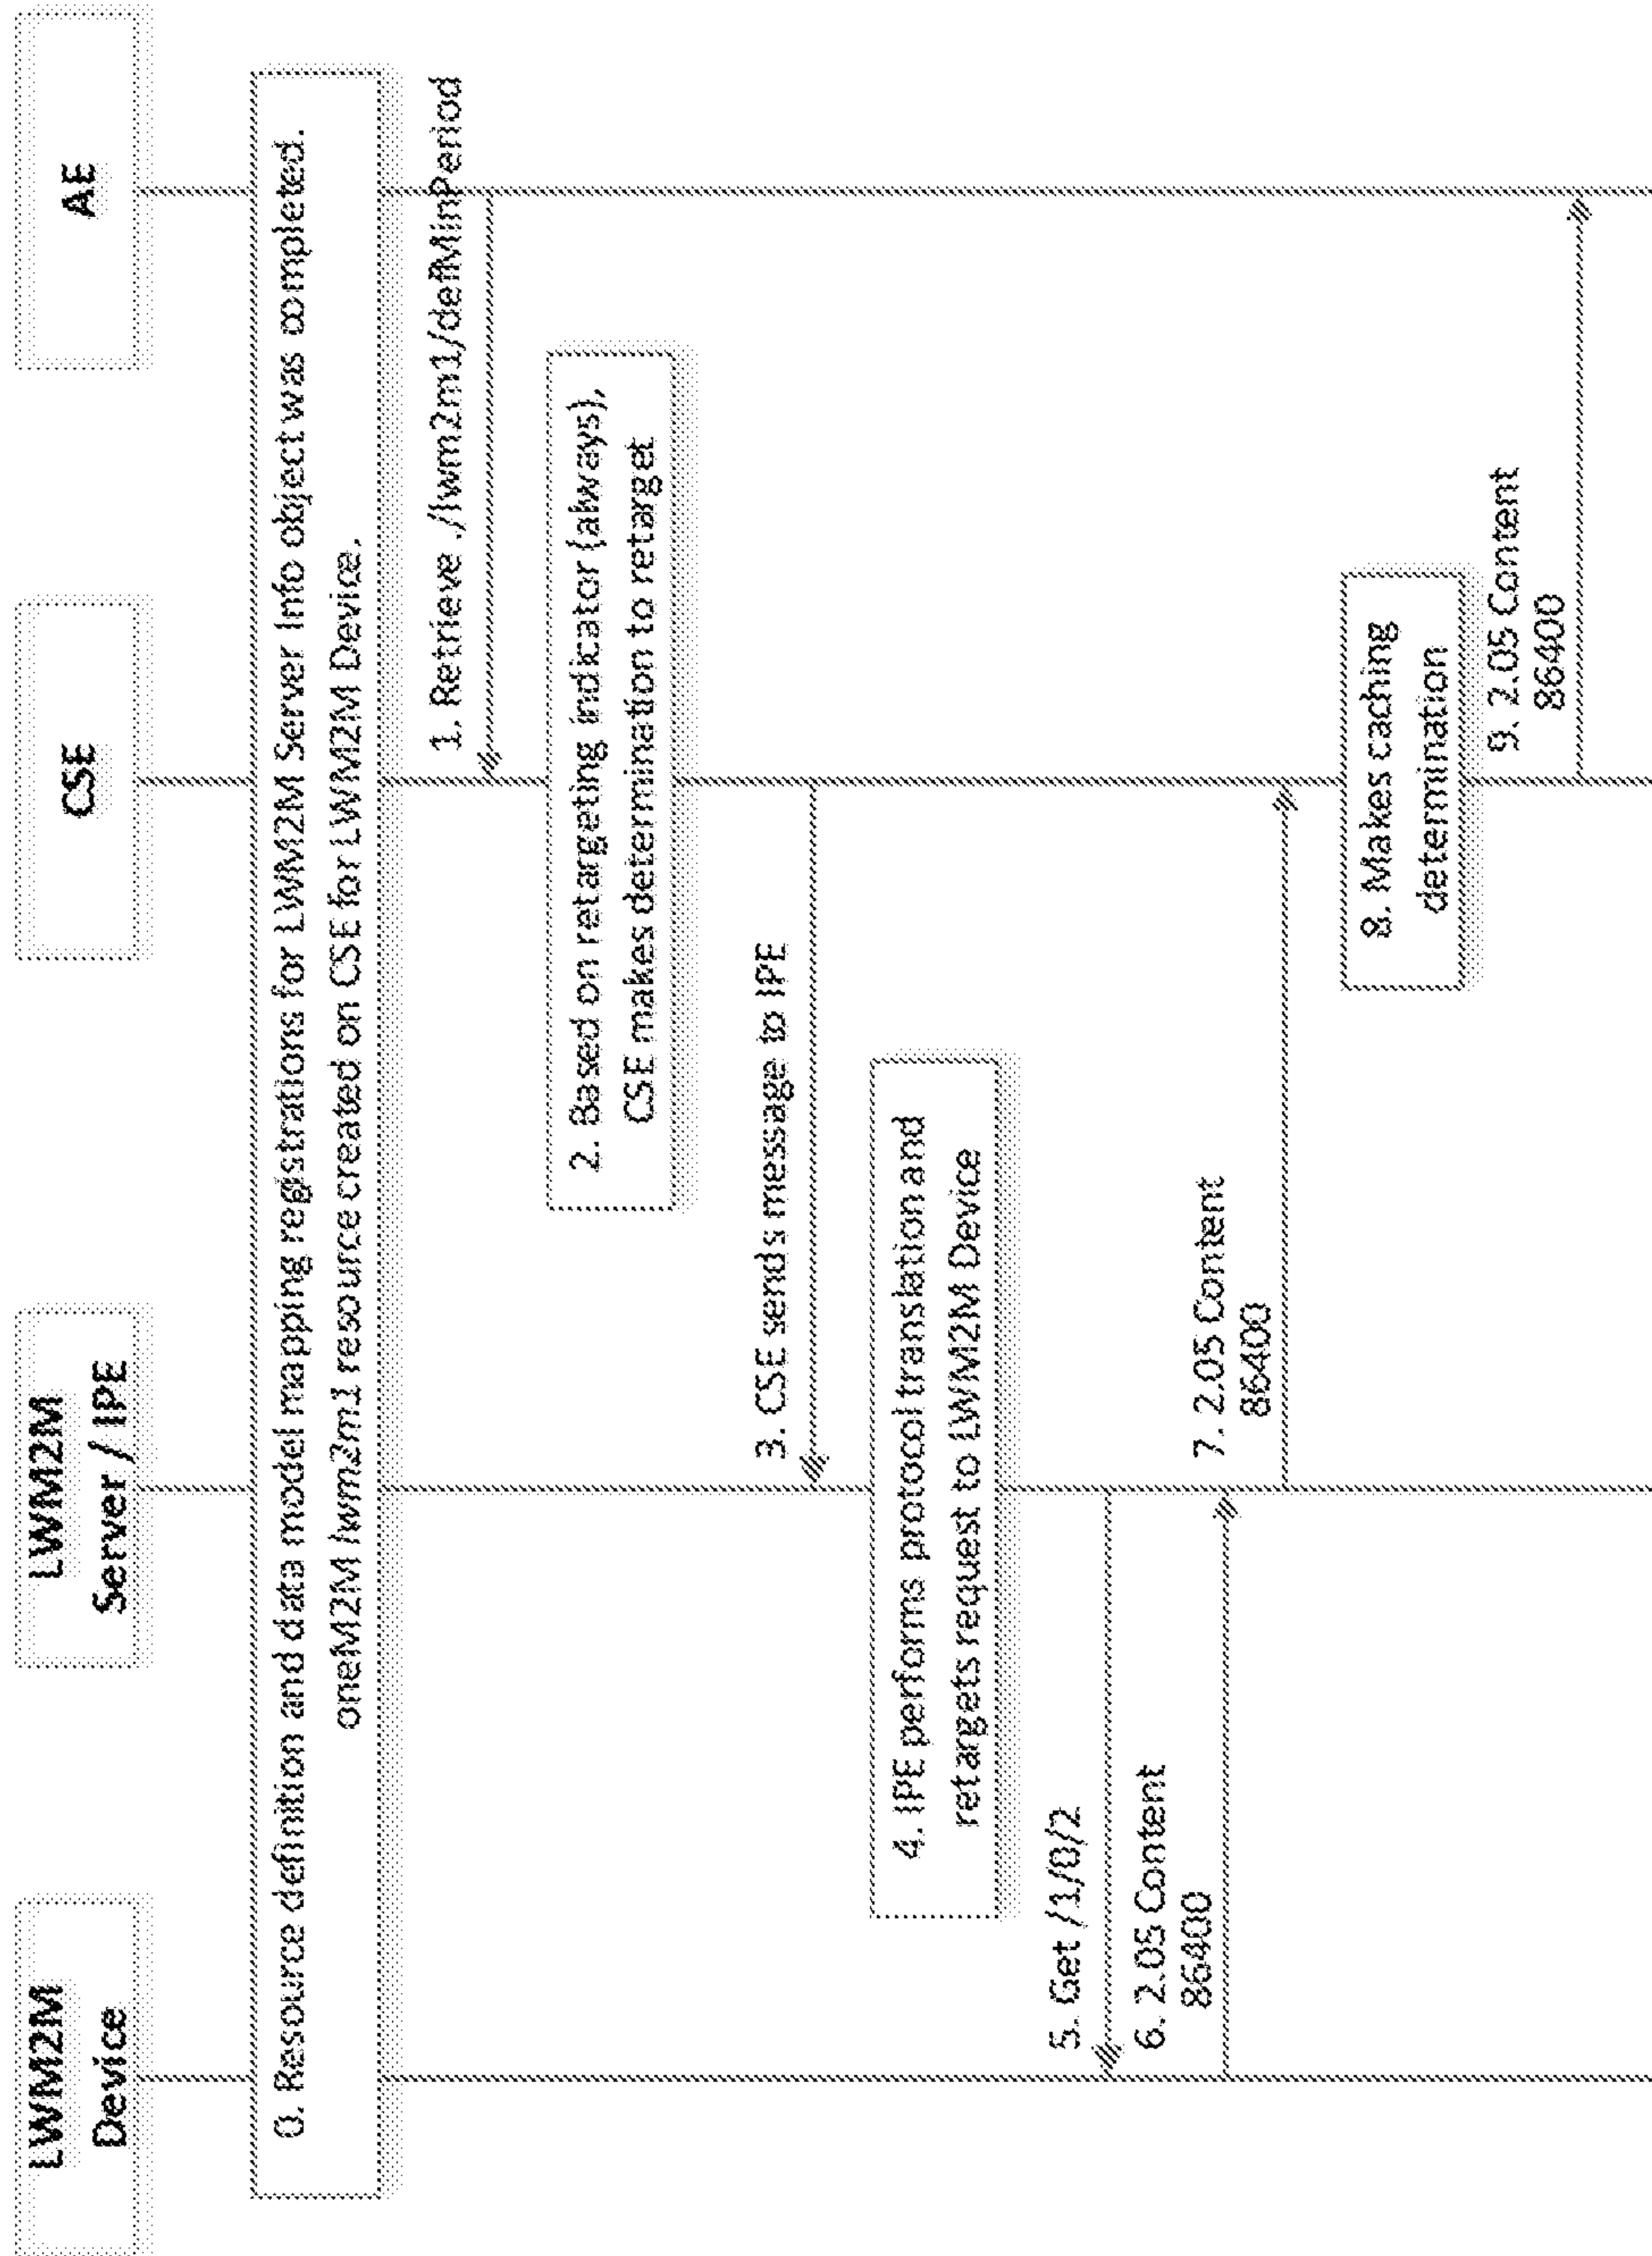 LWM2M
Device
LWM2M
Server / IPE
CSE
AE
0. Resource definition and data model mapping registrations for LWM2M Server Info object was completed.
oneM2M lwm2m1 resource created on CSE for LWM2M Device.
1. Retrieve ./lwm2m1/defMinPeriod
2. Based on retargeting indicator (always),
CSE makes determination to retarget
3. CSE sends message to IPE
4. IPE performs protocol translation and
retargets request to LWM2M Device
5. Get /1/0/2
6. 2.05 Content
86400
7. 2.05 Content
86400
8. Makes caching
determination
9. 2.05 Content
86400